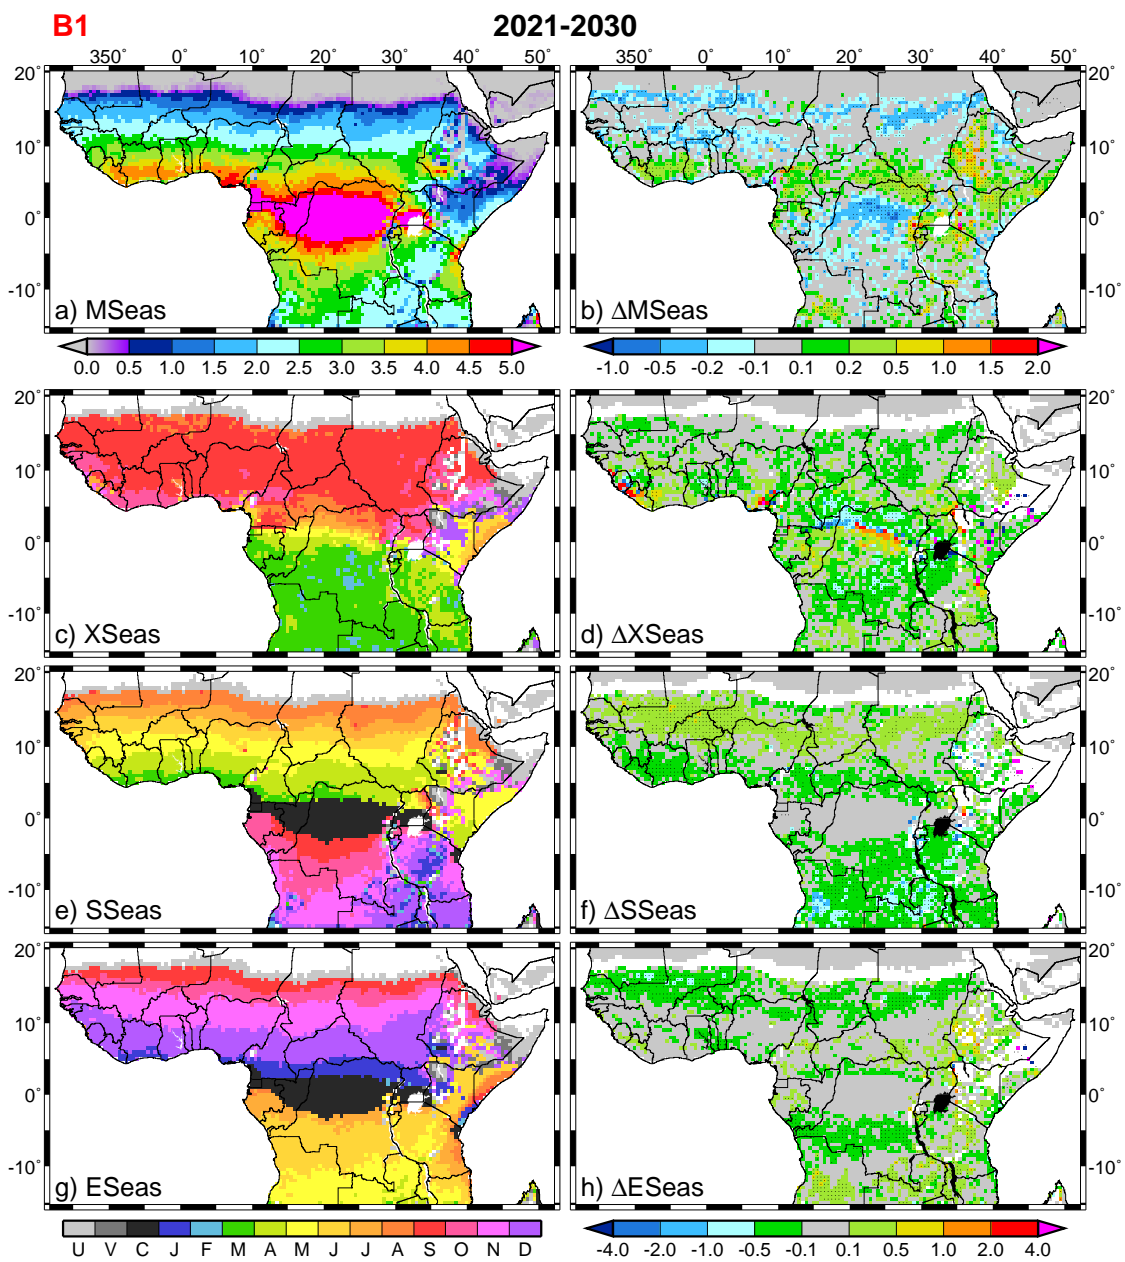 B1 2021-2030
350° 0° 10° 20° 30° 40° 50° 350° 0° 10° 20° 30° 40° 50°
20° 20°
10° 10°
0° 0°
-10° -10°
a) MSeas b) ΔMSeas
0.0 0.5 1.0 1.5 2.0 2.5 3.0 3.5 4.0 4.5 5.0 -1.0 -0.5 -0.2 -0.1 0.1 0.2 0.5 1.0 1.5 2.0
20° 20°
10° 10°
0° 0°
-10° -10°
c) XSeas d) ΔXSeas
20° 20°
10° 10°
0° 0°
-10° -10°
e) SSeas f) ΔSSeas
20° 20°
10° 10°
0° 0°
-10° -10°
g) ESeas h) ΔESeas
U V C J F M A M J J A S O N D -4.0 -2.0 -1.0 -0.5 -0.1 0.1 0.5 1.0 2.0 4.0